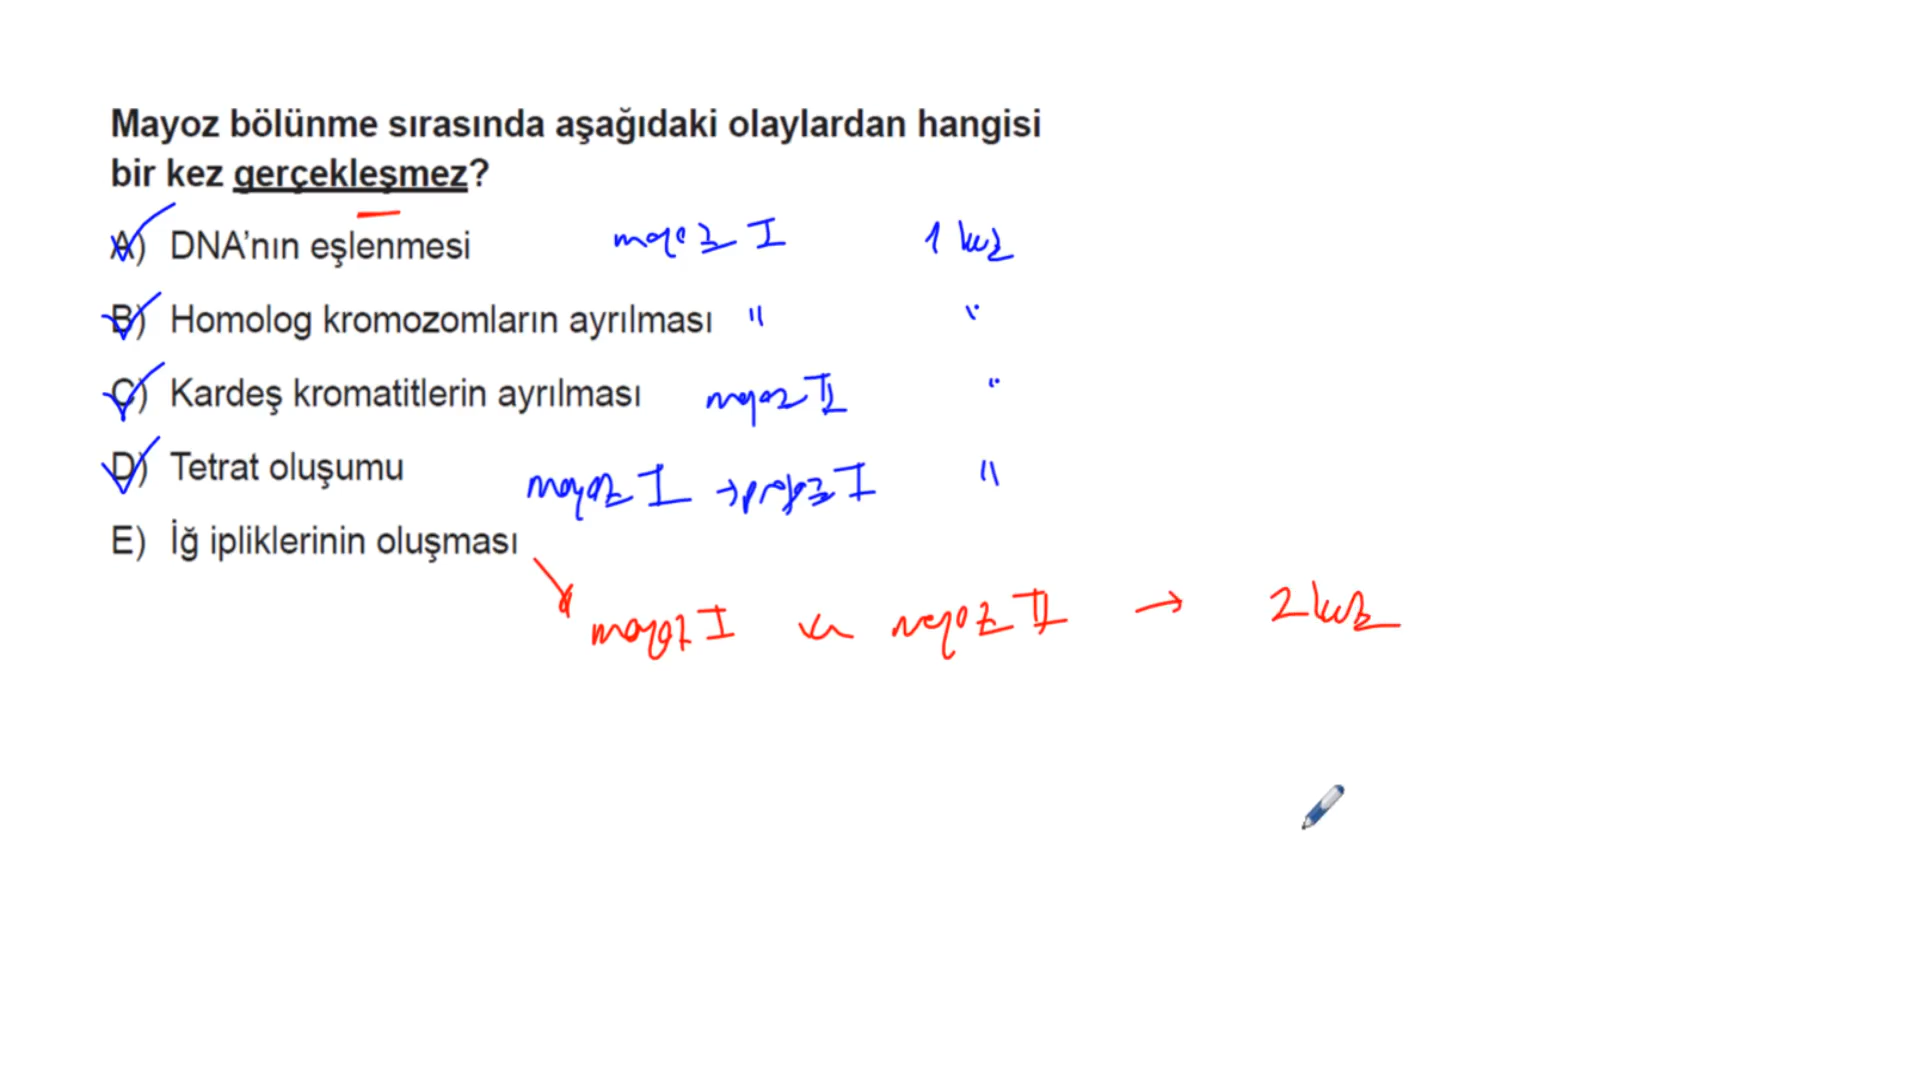 Mayoz bölünme sırasında aşağıdaki olaylardan hangisi
bir kez gerçekleşmez?
A) DNA'nın eşlenmesi mayoz I 1 kez
B) Homolog kromozomların ayrılması " "
C) Kardeş kromatitlerin ayrılması mayoz II "
D) Tetrat oluşumu mayoz I → profaz I "
E) İğ ipliklerinin oluşması
mayoz I ve mayoz II → 2 kez